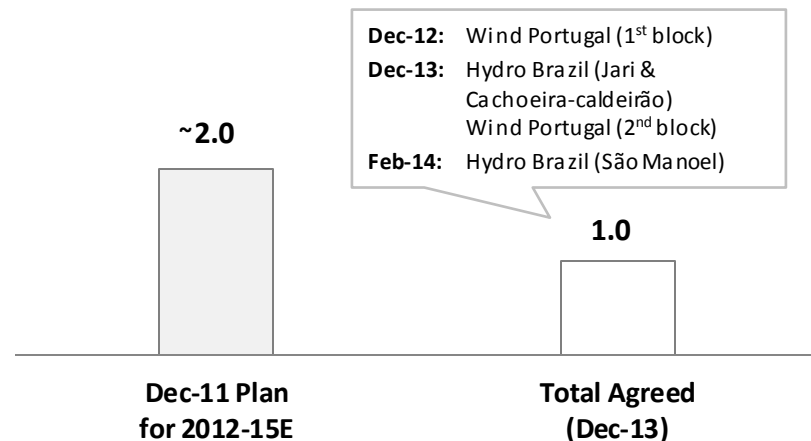 Dec-12: Wind Portugal (1st block)
Dec-13: Hydro Brazil (Jari &
Cachoeira-caldeirão)
Wind Portugal (2nd block)
Feb-14: Hydro Brazil (São Manoel)
~2.0
1.0
Dec-11 Plan
for 2012-15E
Total Agreed
(Dec-13)